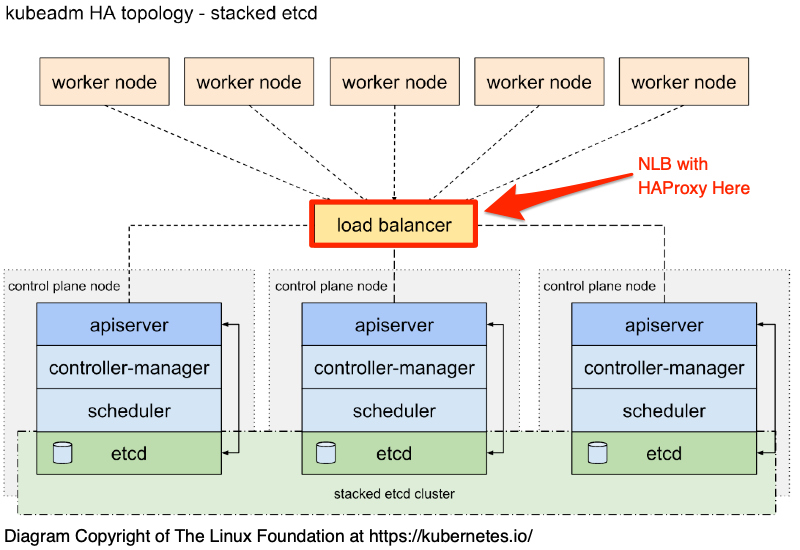 kubeadm HA topology - stacked etcd
worker node
worker node
worker node
worker node
worker node
NLB with
HAProxy Here
load balancer
control plane node
control plane node
control plane node
apiserver
apiserver
apiserver
controller-manager
controller-manager
controller-manager
scheduler
scheduler
scheduler
etcd
etcd
etcd
stacked etcd cluster
Diagram Copyright of The Linux Foundation at https://kubernetes.io/